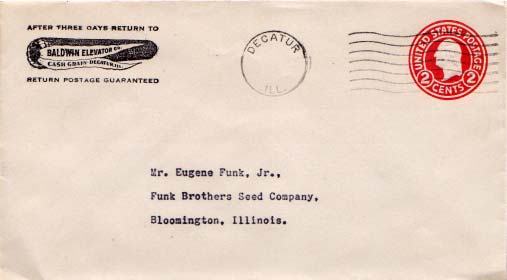 AFTER THREE DAYS RETURN TO
BALDWIN ELEVATOR CO.
CASH GRAIN DECATUR, ILL.
RETURN POSTAGE GUARANTEED
DECATUR
ILL.
UNITED STATES POSTAGE
2 CENTS 2
Mr. Eugene Funk, Jr.,
Funk Brothers Seed Company,
Bloomington, Illinois.